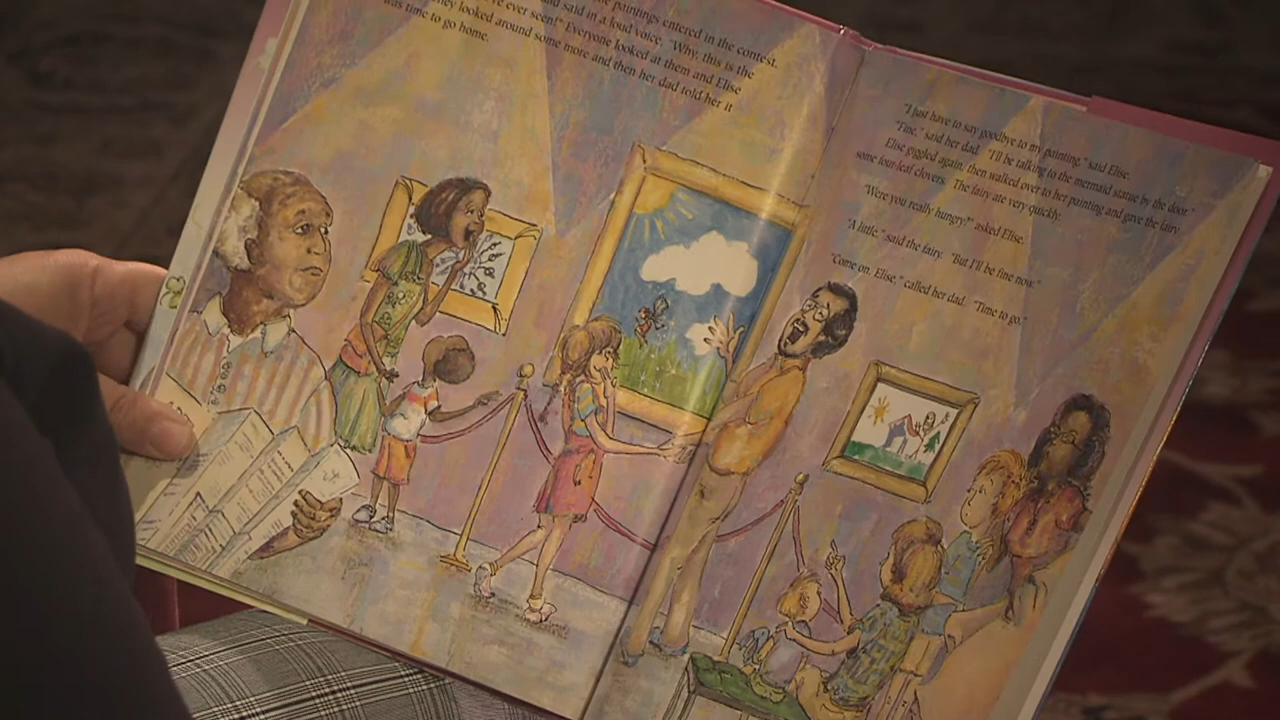 the paintings entered in the contest.
said in a loud voice, "Why, this is the
I've ever seen!" Everyone looked at them and Elise
They looked around some more and then her dad told her it
was time to go home.
"I just have to say goodbye to my painting," said Elise.
"Fine," said her dad. "I'll be talking to the mermaid statue by the door."
Elise giggled again, then walked over to her painting and gave the fairy
some four-leaf clovers. The fairy ate very quickly.
"Were you really hungry?" asked Elise.
"A little," said the fairy. "But I'll be fine now."
"Come on, Elise," called her dad. "Time to go."